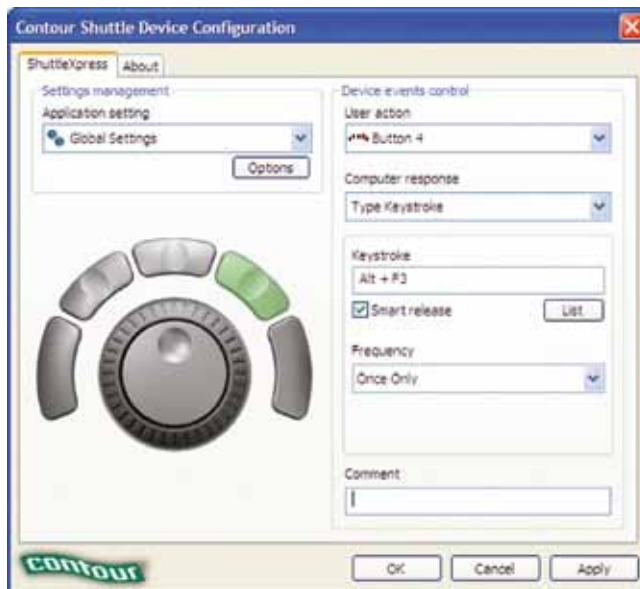 Contour Shuttle Device Configuration
ShuttleXpress
About
Settings management
Application setting
Global Settings
Options
Device events control
User action
Button 4
Computer response
Type Keystroke
Keystroke
Alt + F3
Smart release
List
Frequency
Once Only
Comment
contour
OK
Cancel
Apply